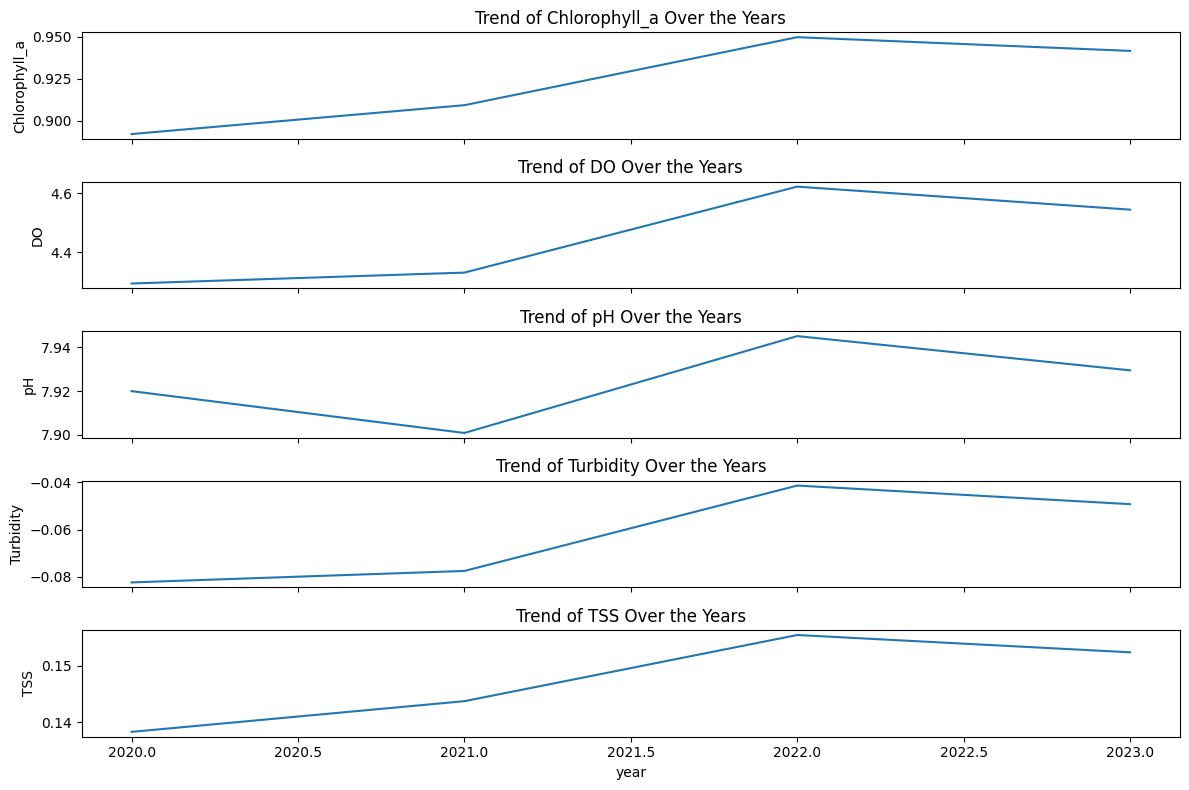 Trend of Chlorophyll_a Over the Years
Chlorophyll_a
0.950
0.925
0.900
Trend of DO Over the Years
DO
4.6
4.4
Trend of pH Over the Years
pH
7.94
7.92
7.90
Trend of Turbidity Over the Years
Turbidity
−0.04
−0.06
−0.08
Trend of TSS Over the Years
TSS
0.15
0.14
2020.0 2020.5 2021.0 2021.5 2022.0 2022.5 2023.0
year